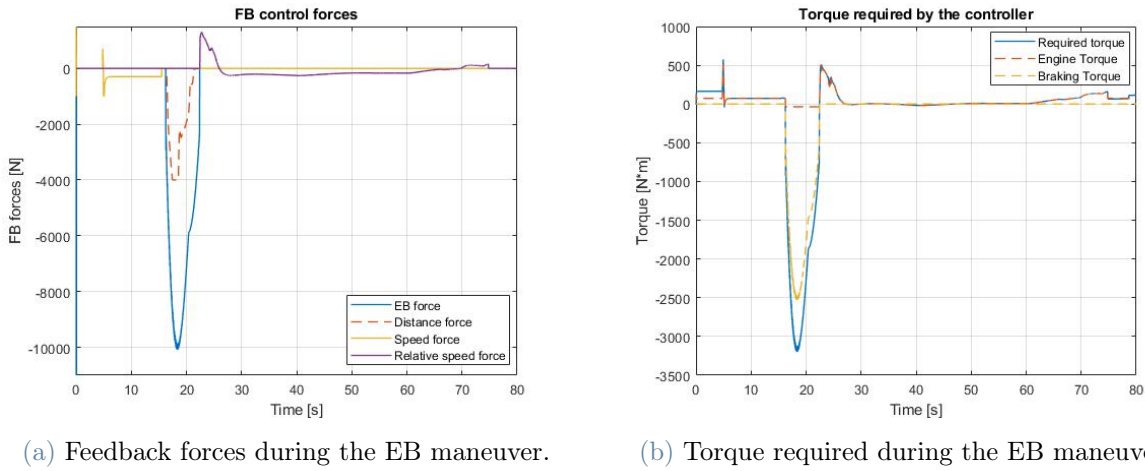 FB control forces
0
-2000
-4000
-6000
-8000
-10000
FB forces [N]
EB force
Distance force
Speed force
Relative speed force
0 10 20 30 40 50 60 70 80
Time [s]
(a) Feedback forces during the EB maneuver.
Torque required by the controller
1000
500
0
-500
-1000
-1500
-2000
-2500
-3000
-3500
Torque [N*m]
Required torque
Engine Torque
Braking Torque
0 10 20 30 40 50 60 70 80
Time [s]
(b) Torque required during the EB maneuv